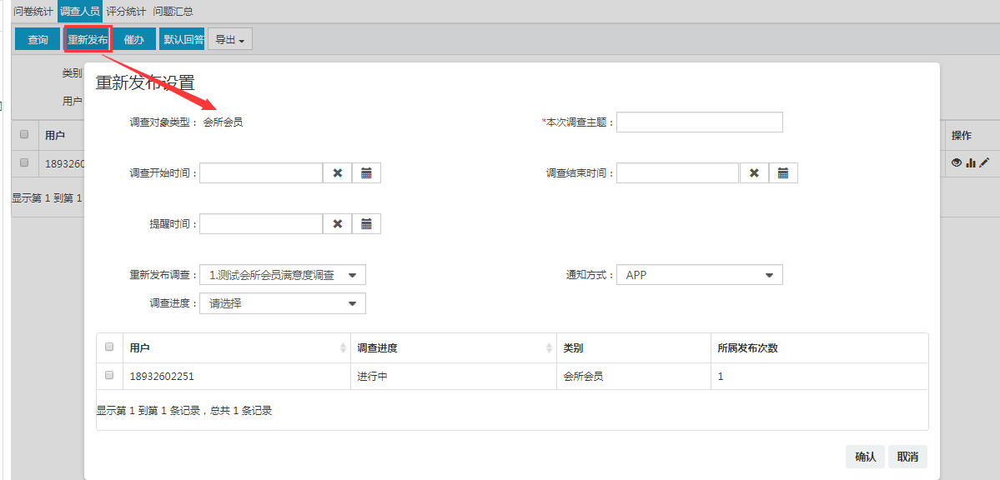 问卷统计 调查人员 评分统计 问题汇总
查询 重新发布 催办 默认回答 导出
类别
用户
用户 操作
1893260
显示第 1 到第 1
重新发布设置
调查对象类型： 会所会员 *本次调查主题：
调查开始时间： 调查结束时间：
提醒时间：
重新发布调查： 1.测试会所会员满意度调查 通知方式： APP
调查进度： 请选择
用户 调查进度 类别 所属发布次数
18932602251 进行中 会所会员 1
显示第 1 到第 1 条记录，总共 1 条记录
确认 取消